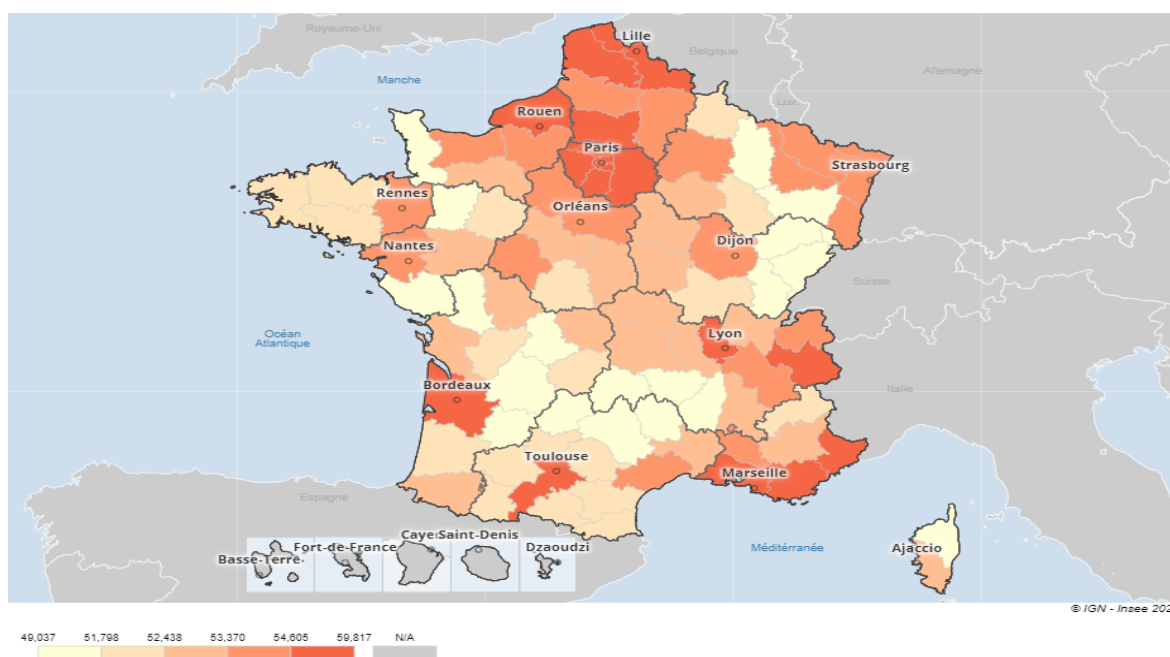 Royaume-Uni
Lille
Belgique
Manche
Allemagne
Lux.
Rouen
Paris
Strasbourg
Rennes
Orléans
Dijon
Nantes
Suisse
Océan
Atlantique
Lyon
Bordeaux
Italie
Toulouse
Marseille
Espagne
Méditerranée
Ajaccio
Basse-Terre
Fort-de-France
Saint-Denis
Dzaoudzi
© IGN - Insee 202
49,037 51,798 52,438 53,370 54,605 59,817 N/A